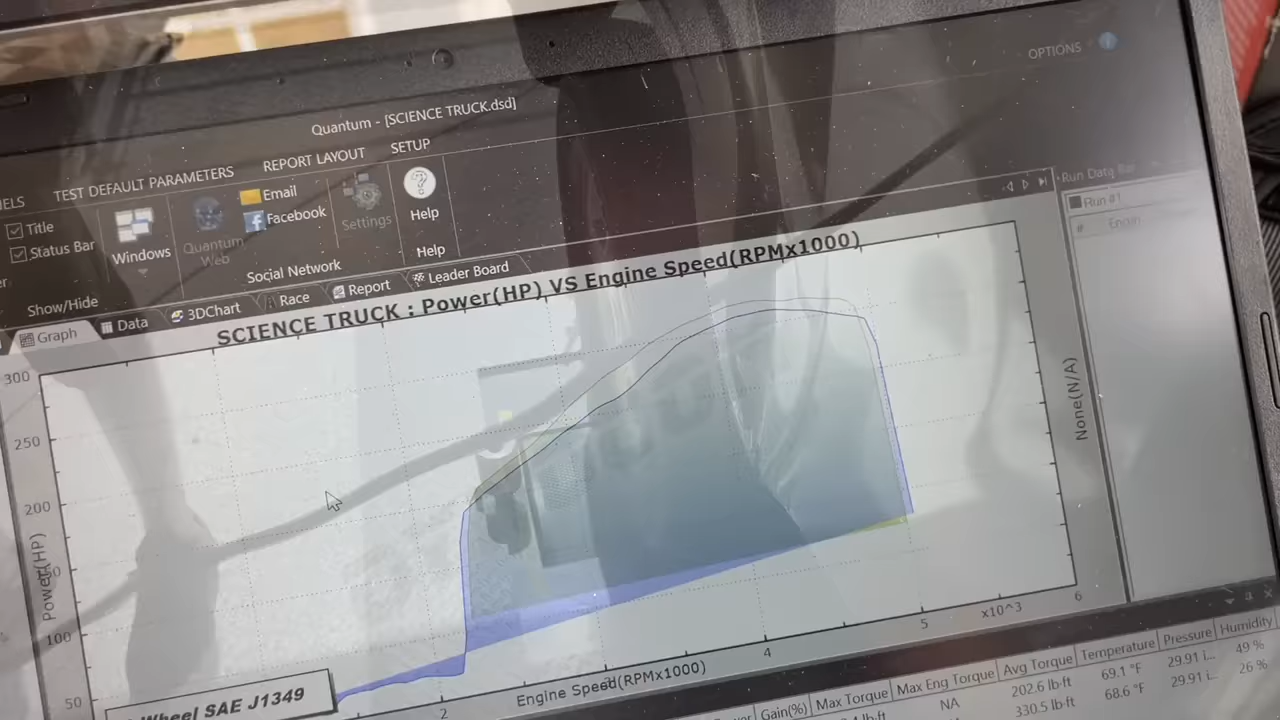 OPTIONS
Quantum - [SCIENCE TRUCK.dsd]
TEST DEFAULT PARAMETERS REPORT LAYOUT SETUP
Title
Status Bar
Windows
Quantum Web
Email
Facebook
Settings
Help
Show/Hide
Social Network
Help
Graph Data 3DChart Race Report Leader Board
Run Data Bar
Run #1
#
SCIENCE TRUCK : Power(HP) VS Engine Speed(RPMx1000)
300
250
200
100
50
Power(HP)
None(N/A)
2
4
5
x10^3
6
Engine Speed(RPMx1000)
Wheel SAE J1349
Gain(%) Max Torque Max Eng Torque Avg Torque Temperature Pressure Humidity
lb-ft NA 202.6 lb-ft 69.1 °F 29.91 i... 49 %
330.5 lb-ft 68.6 °F 29.91 i... 26 %